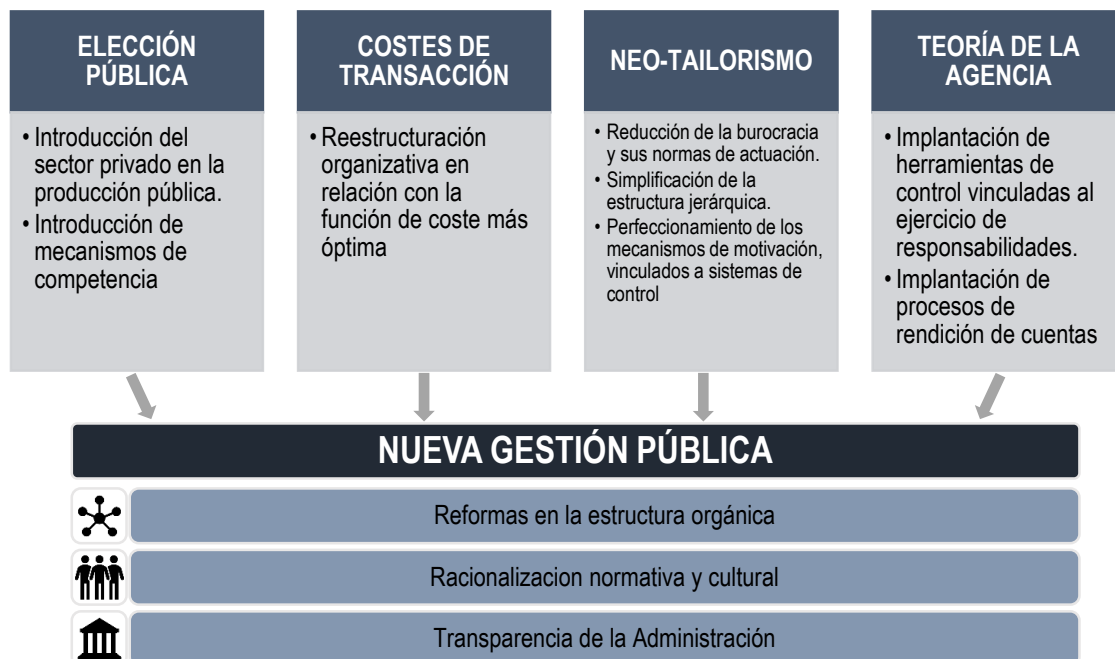 ELECCIÓN
PÚBLICA
• Introducción del
sector privado en la
producción pública.
• Introducción de
mecanismos de
competencia
COSTES DE
TRANSACCIÓN
• Reestructuración
organizativa en
relación con la
función de coste más
óptima
NEO-TAILORISMO
• Reducción de la burocracia
y sus normas de actuación.
• Simplificación de la
estructura jerárquica.
• Perfeccionamiento de los
mecanismos de motivación,
vinculados a sistemas de
control
TEORÍA DE LA
AGENCIA
• Implantación de
herramientas de
control vinculadas al
ejercicio de
responsabilidades.
• Implantación de
procesos de
rendición de cuentas
NUEVA GESTIÓN PÚBLICA
Reformas en la estructura orgánica
Racionalizacion normativa y cultural
Transparencia de la Administración